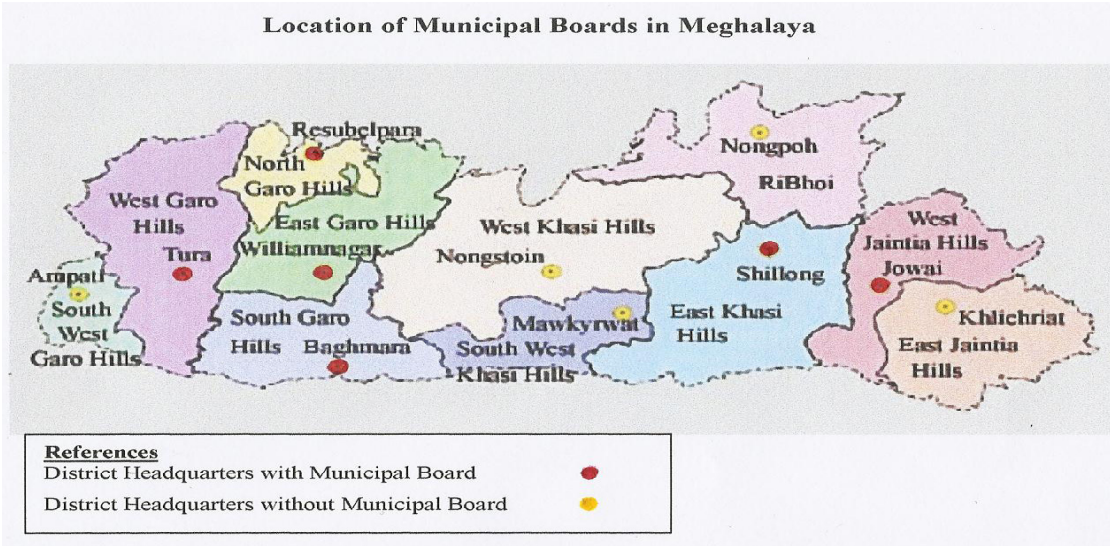 Location of Municipal Boards in Meghalaya
Resubelpara
North
Garo Hills
West Garo
Hills
Tura
East Garo Hills
Williamnagar
Ampati
South
West
Garo Hills
South Garo
Hills
Baghmara
West Khasi Hills
Nongstoin
Mawkyrwat
South West
Khasi Hills
Nongpoh
RiBhoi
Shillong
East Khasi
Hills
West
Jaintia Hills
Jowai
Khlichriat
East Jaintia
Hills
References
District Headquarters with Municipal Board
District Headquarters without Municipal Board